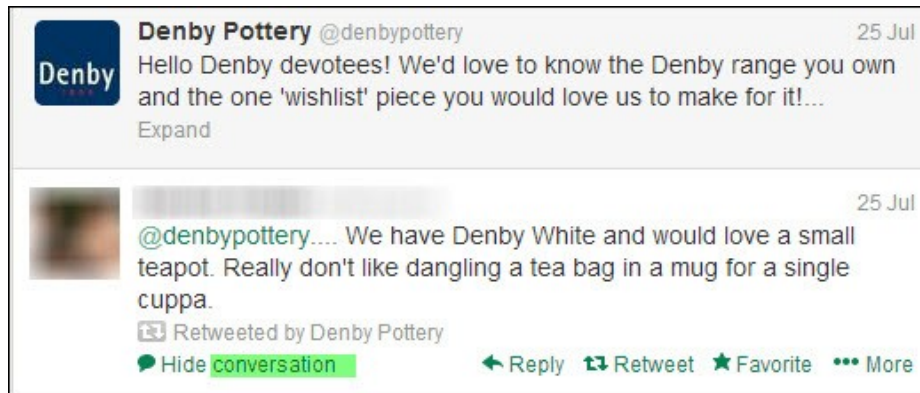 Denby Pottery @denbypottery 25 Jul
Denby
Hello Denby devotees! We'd love to know the Denby range you own
and the one 'wishlist' piece you would love us to make for it!...
Expand
25 Jul
@denbypottery.... We have Denby White and would love a small
teapot. Really don't like dangling a tea bag in a mug for a single
cuppa.
Retweeted by Denby Pottery
Hide conversation Reply Retweet Favorite More